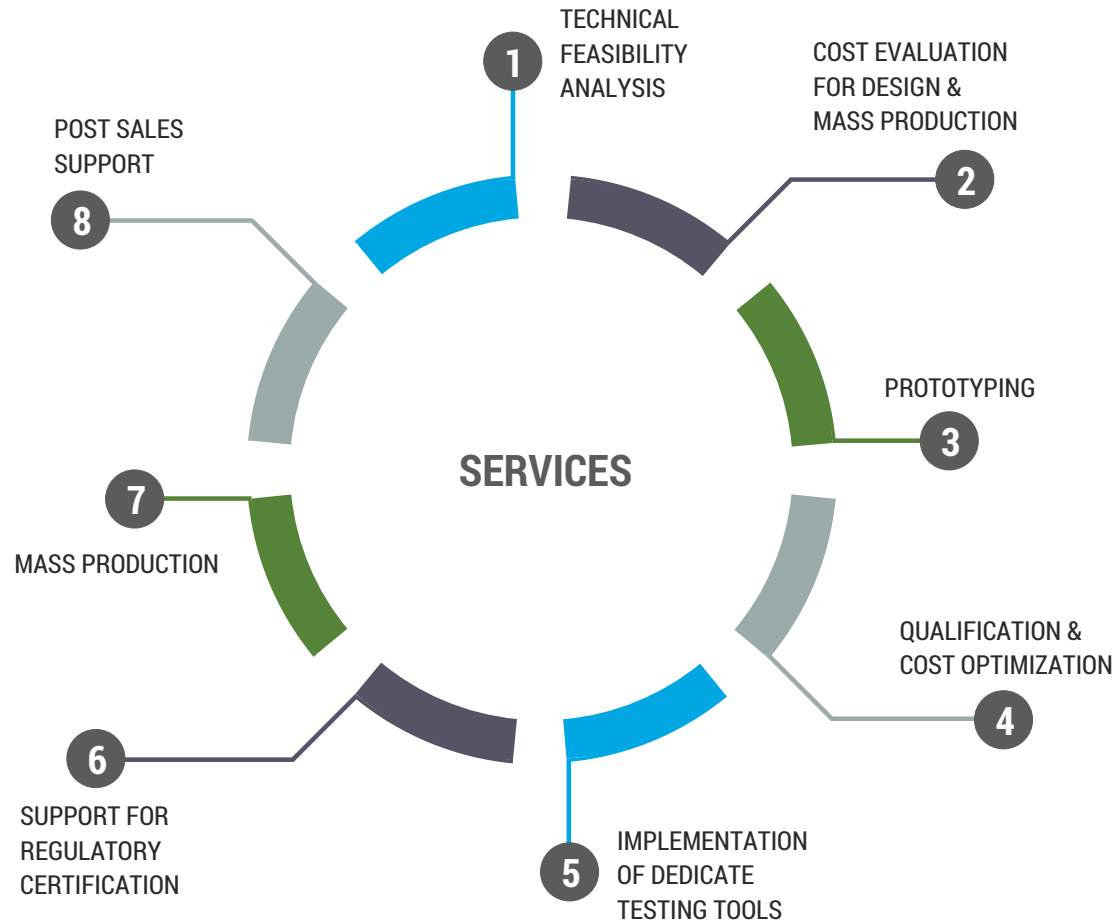 1
TECHNICAL
FEASIBILITY
ANALYSIS
2
COST EVALUATION
FOR DESIGN &
MASS PRODUCTION
3
PROTOTYPING
4
QUALIFICATION &
COST OPTIMIZATION
5
IMPLEMENTATION
OF DEDICATE
TESTING TOOLS
6
SUPPORT FOR
REGULATORY
CERTIFICATION
7
MASS PRODUCTION
8
POST SALES
SUPPORT
SERVICES